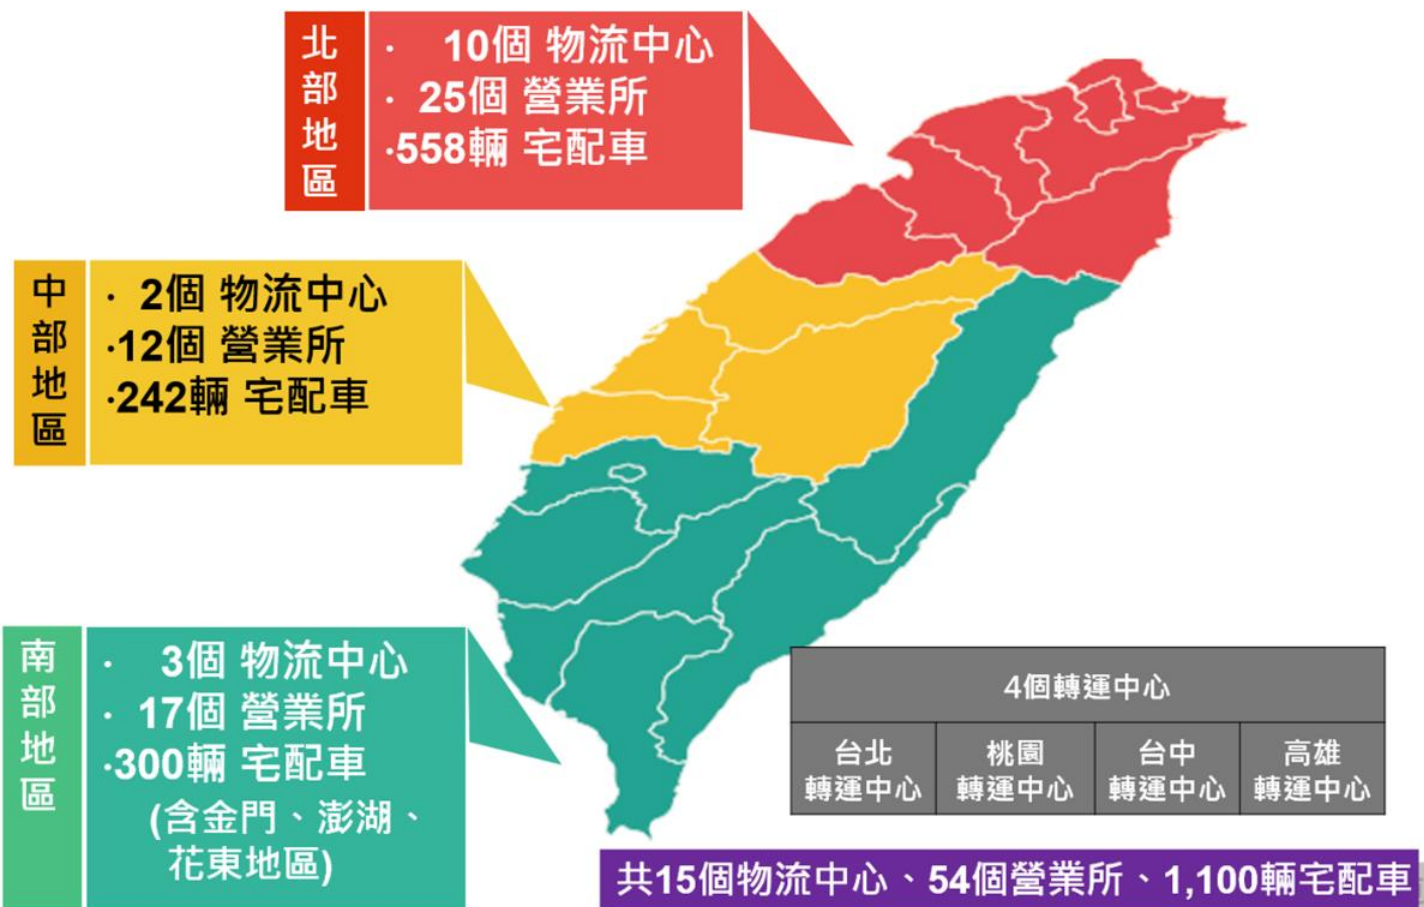 北部地區
· 10個 物流中心
· 25個 營業所
·558輛 宅配車
中部地區
· 2個 物流中心
·12個 營業所
·242輛 宅配車
南部地區
· 3個 物流中心
· 17個 營業所
·300輛 宅配車
(含金門、澎湖、
花東地區)
4個轉運中心
台北
轉運中心
桃園
轉運中心
台中
轉運中心
高雄
轉運中心
共15個物流中心、54個營業所、1,100輛宅配車